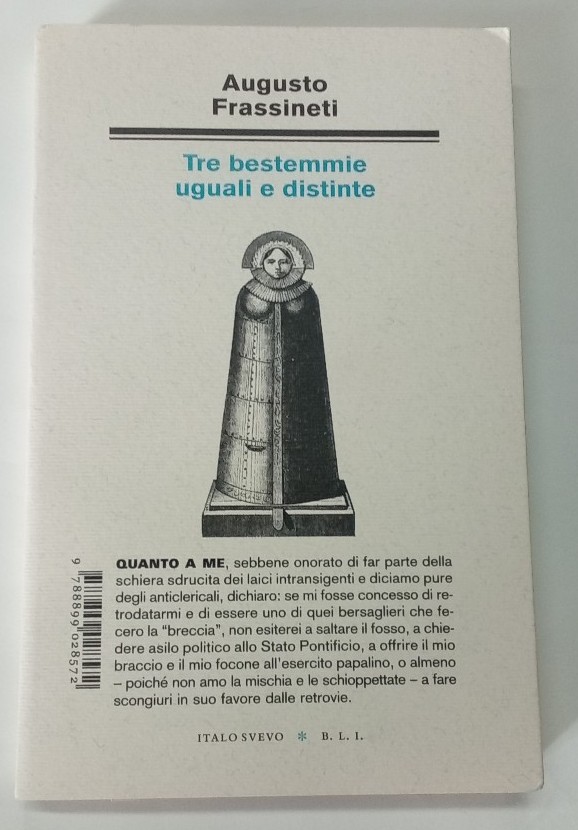 Augusto
Frassineti
Tre bestemmie
uguali e distinte
QUANTO A ME, sebbene onorato di far parte della
schiera sdrucita dei laici intransigenti e diciamo pure
degli anticlericali, dichiaro: se mi fosse concesso di re-
trodatarmi e di essere uno di quei bersaglieri che fe-
cero la “breccia”, non esiterei a saltare il fosso, a chie-
dere asilo politico allo Stato Pontificio, a offrire il mio
braccio e il mio focone all'esercito papalino, o almeno
– poiché non amo la mischia e le schioppettate – a fare
scongiuri in suo favore dalle retrovie.
9 788899 028572
ITALO SVEVO * B. L. I.